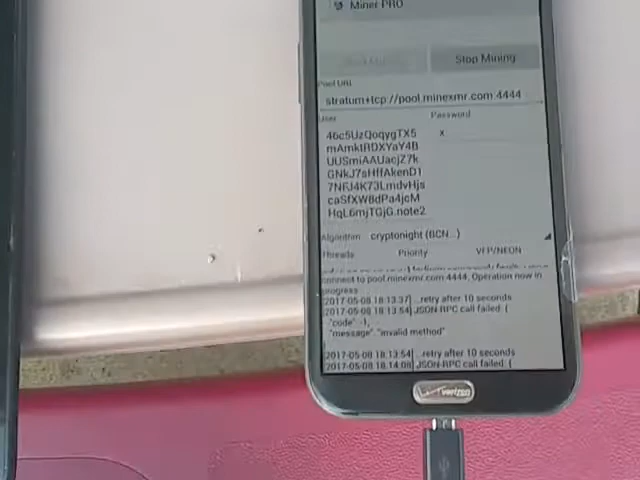 Miner PRO
Stop Mining
Pool URL
stratum+tcp://pool.minexmr.com:4444
User Password
46c5UzQoqygTX5 x
mAmktRDXYaY4B
UUSmiAAUacjZ7k
GNkJ7sHffAkenD1
7NFJ4K73LmdvHjs
caSfXW8dPa4jcM
HqL6mjTGjG.note2
Algorithm cryptonight (BCN...)
Threads Priority VFP/NEON
connect to pool.minexmr.com:4444, Operation now in
progress
[2017-05-08 18:13:37] ...retry after 10 seconds
[2017-05-08 18:13:54] JSON-RPC call failed: {
"code": -1,
"message": "invalid method"
[2017-05-08 18:13:54] ...retry after 10 seconds
[2017-05-08 18:14:08] JSON-RPC call failed: {
verizon